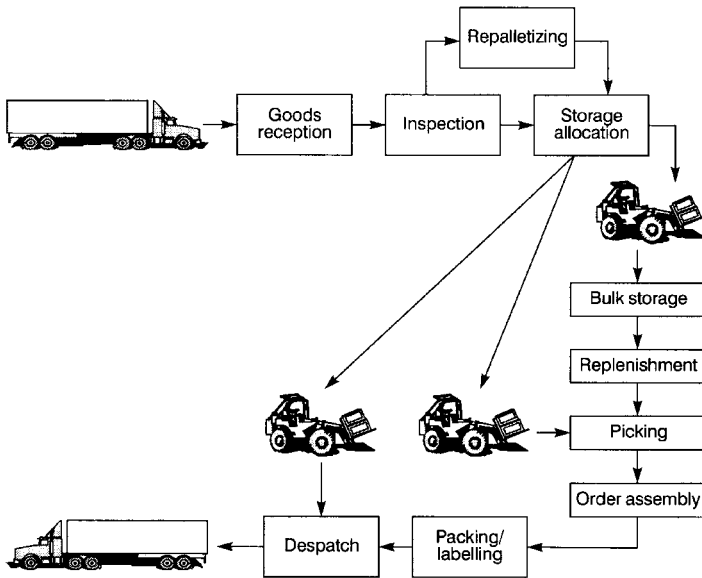 Repalletizing
Goods
reception
Inspection
Storage
allocation
Bulk storage
Replenishment
Picking
Order assembly
Packing/
labelling
Despatch